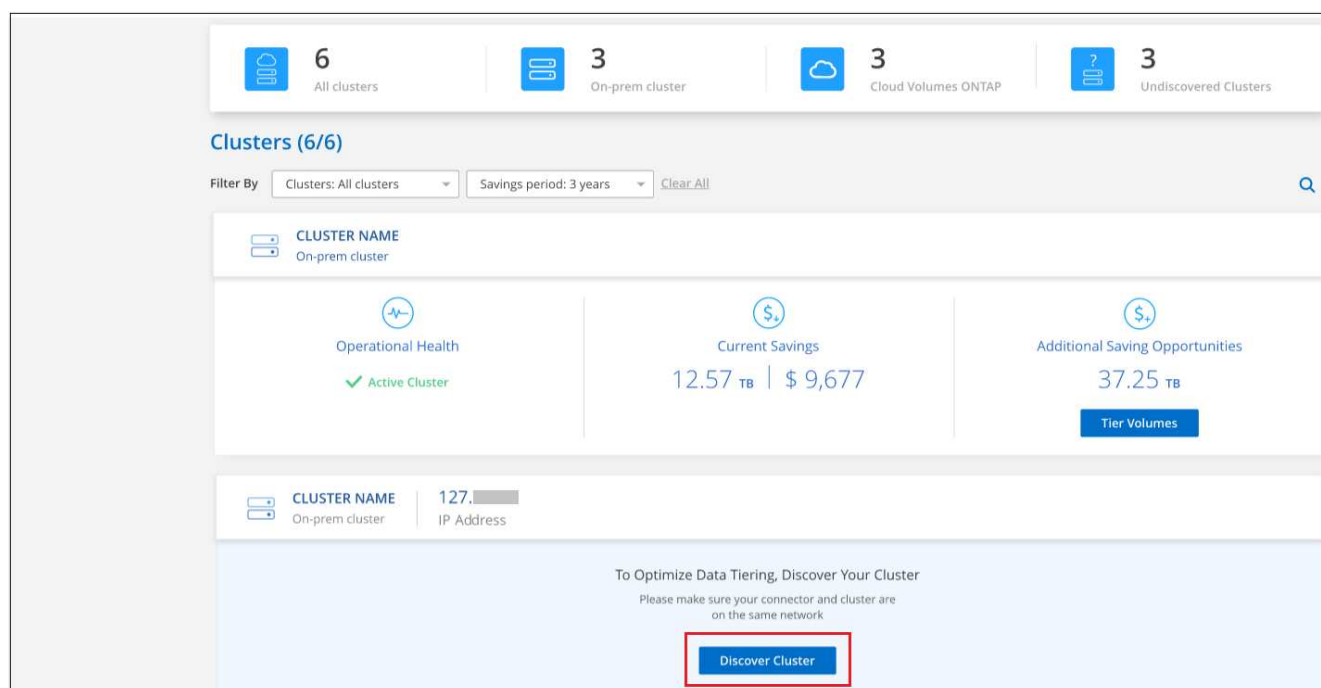 6
All clusters
3
On-prem cluster
3
Cloud Volumes ONTAP
?
3
Undiscovered Clusters
Clusters (6/6)
Filter By
Clusters: All clusters
Savings period: 3 years
Clear All
CLUSTER NAME
On-prem cluster
Operational Health
Active Cluster
$
Current Savings
12.57 TB | $ 9,677
$+
Additional Saving Opportunities
37.25 TB
Tier Volumes
CLUSTER NAME
On-prem cluster
127.
IP Address
To Optimize Data Tiering, Discover Your Cluster
Please make sure your connector and cluster are
on the same network
Discover Cluster